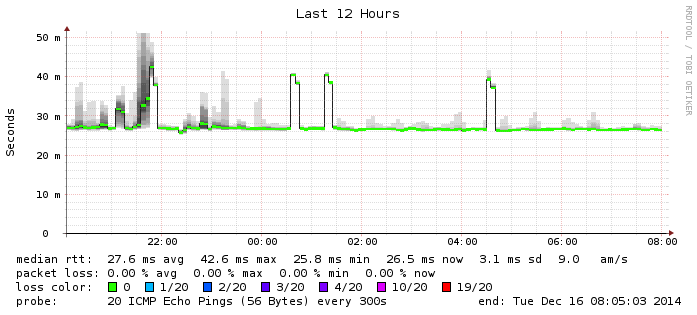 Last 12 Hours
RRDTOOL / TOBI OETIKER
Seconds
50 m
40 m
30 m
20 m
10 m
0
22:00 00:00 02:00 04:00 06:00 08:00
median rtt: 27.6 ms avg 42.6 ms max 25.8 ms min 26.5 ms now 3.1 ms sd 9.0 am/s
packet loss: 0.00 % avg 0.00 % max 0.00 % min 0.00 % now
loss color: 0 1/20 2/20 3/20 4/20 10/20 19/20
probe: 20 ICMP Echo Pings (56 Bytes) every 300s end: Tue Dec 16 08:05:03 2014